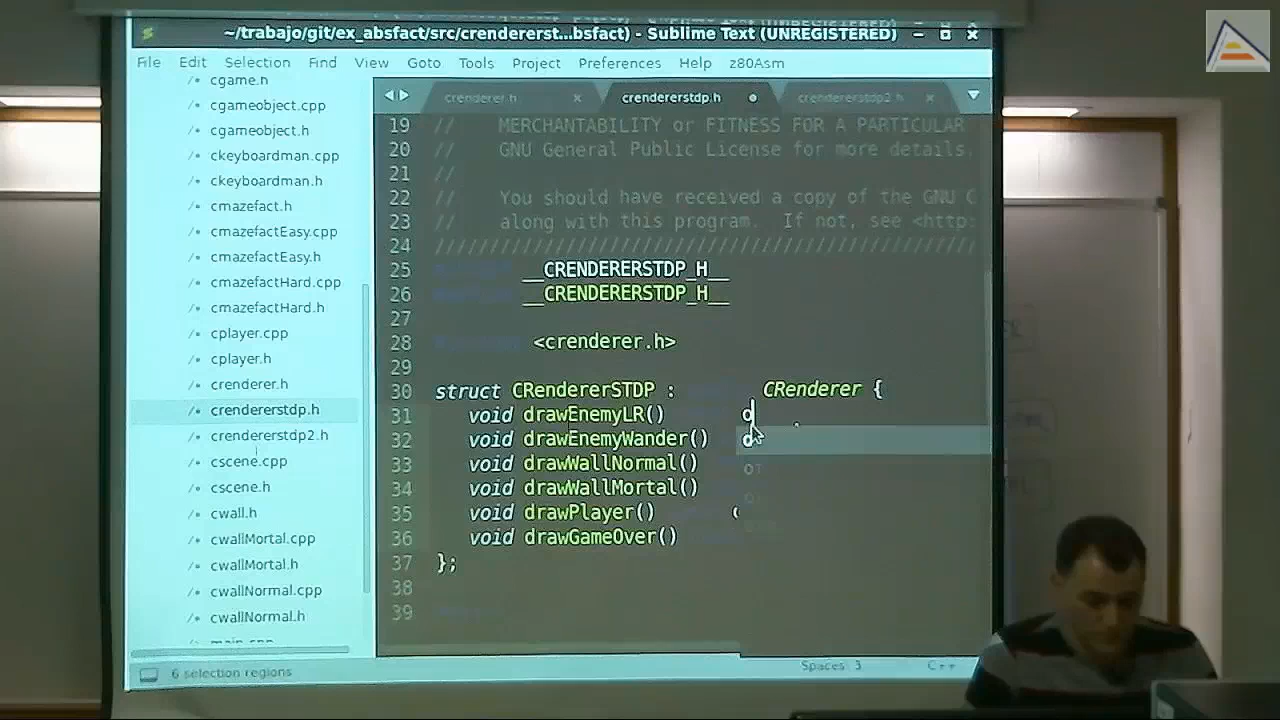 ~/trabajo/git/ex_absfact/src/crendererst...bsfact) - Sublime Text (UNREGISTERED)
File Edit Selection Find View Goto Tools Project Preferences Help z80Asm
cgame.h
cgameobject.cpp
cgameobject.h
ckeyboardman.cpp
ckeyboardman.h
cmazefact.h
cmazefactEasy.cpp
cmazefactEasy.h
cmazefactHard.cpp
cmazefactHard.h
cplayer.cpp
cplayer.h
crenderer.h
crendererstdp.h
crendererstdp2.h
cscene.cpp
cscene.h
cwall.h
cwallMortal.cpp
cwallMortal.h
cwallNormal.cpp
cwallNormal.h
main.cpp
crenderer.h crendererstdp.h crendererstdp2.h
19 // MERCHANTABILITY or FITNESS FOR A PARTICULAR
20 // GNU General Public License for more details.
21 //
22 // You should have received a copy of the GNU G
23 // along with this program. If not, see <http:
24 ////////////////////////////////////////////////////
25 __CRENDERERSTDP_H__
26 __CRENDERERSTDP_H__
27
28 <crenderer.h>
29
30 struct CRendererSTDP : CRenderer {
31 void drawEnemyLR() o
32 void drawEnemyWander()
33 void drawWallNormal()
34 void drawWallMortal()
35 void drawPlayer()
36 void drawGameOver()
37 };
38
39
6 selection regions Spaces: 3 C++